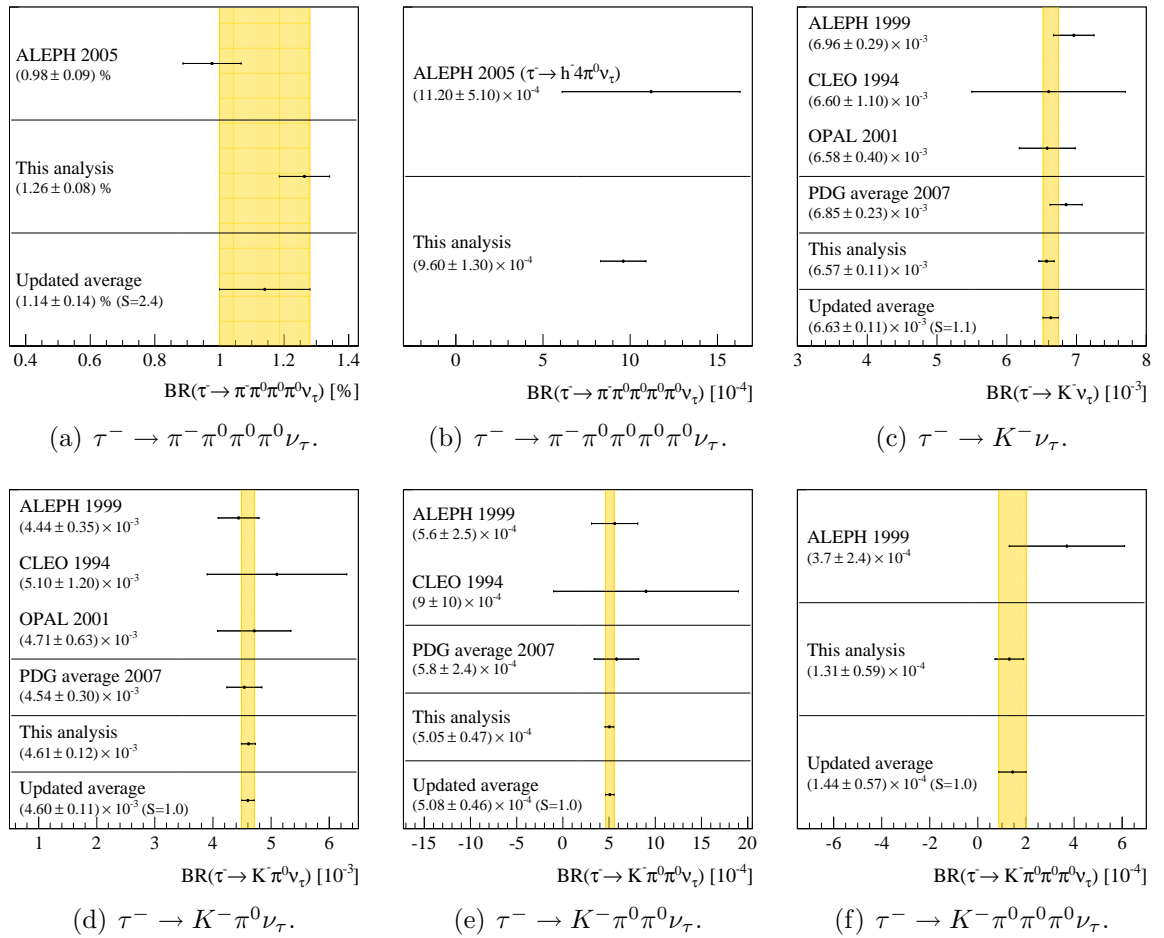 ALEPH 2005
(0.98 ± 0.09) %
This analysis
(1.26 ± 0.08) %
Updated average
(1.14 ± 0.14) % (S=2.4)
0.4 0.6 0.8 1 1.2 1.4
BR(τ⁻→ π⁻π⁰π⁰π⁰ν_τ) [%]
(a) τ⁻ → π⁻π⁰π⁰π⁰ν_τ.
ALEPH 2005 (τ⁻→ h⁻4π⁰ν_τ)
(11.20 ± 5.10) × 10⁻⁴
This analysis
(9.60 ± 1.30) × 10⁻⁴
0 5 10 15
BR(τ⁻→ π⁻π⁰π⁰π⁰π⁰ν_τ) [10⁻⁴]
(b) τ⁻ → π⁻π⁰π⁰π⁰π⁰ν_τ.
ALEPH 1999
(6.96 ± 0.29) × 10⁻³
CLEO 1994
(6.60 ± 1.10) × 10⁻³
OPAL 2001
(6.58 ± 0.40) × 10⁻³
PDG average 2007
(6.85 ± 0.23) × 10⁻³
This analysis
(6.57 ± 0.11) × 10⁻³
Updated average
(6.63 ± 0.11) × 10⁻³ (S=1.1)
3 4 5 6 7 8
BR(τ⁻→ K⁻ν_τ) [10⁻³]
(c) τ⁻ → K⁻ν_τ.
ALEPH 1999
(4.44 ± 0.35) × 10⁻³
CLEO 1994
(5.10 ± 1.20) × 10⁻³
OPAL 2001
(4.71 ± 0.63) × 10⁻³
PDG average 2007
(4.54 ± 0.30) × 10⁻³
This analysis
(4.61 ± 0.12) × 10⁻³
Updated average
(4.60 ± 0.11) × 10⁻³ (S=1.0)
1 2 3 4 5 6
BR(τ⁻→ K⁻π⁰ν_τ) [10⁻³]
(d) τ⁻ → K⁻π⁰ν_τ.
ALEPH 1999
(5.6 ± 2.5) × 10⁻⁴
CLEO 1994
(9 ± 10) × 10⁻⁴
PDG average 2007
(5.8 ± 2.4) × 10⁻⁴
This analysis
(5.05 ± 0.47) × 10⁻⁴
Updated average
(5.08 ± 0.46) × 10⁻⁴ (S=1.0)
-15 -10 -5 0 5 10 15 20
BR(τ⁻→ K⁻π⁰π⁰ν_τ) [10⁻⁴]
(e) τ⁻ → K⁻π⁰π⁰ν_τ.
ALEPH 1999
(3.7 ± 2.4) × 10⁻⁴
This analysis
(1.31 ± 0.59) × 10⁻⁴
Updated average
(1.44 ± 0.57) × 10⁻⁴ (S=1.0)
-6 -4 -2 0 2 4 6
BR(τ⁻→ K⁻π⁰π⁰π⁰ν_τ) [10⁻⁴]
(f) τ⁻ → K⁻π⁰π⁰π⁰ν_τ.